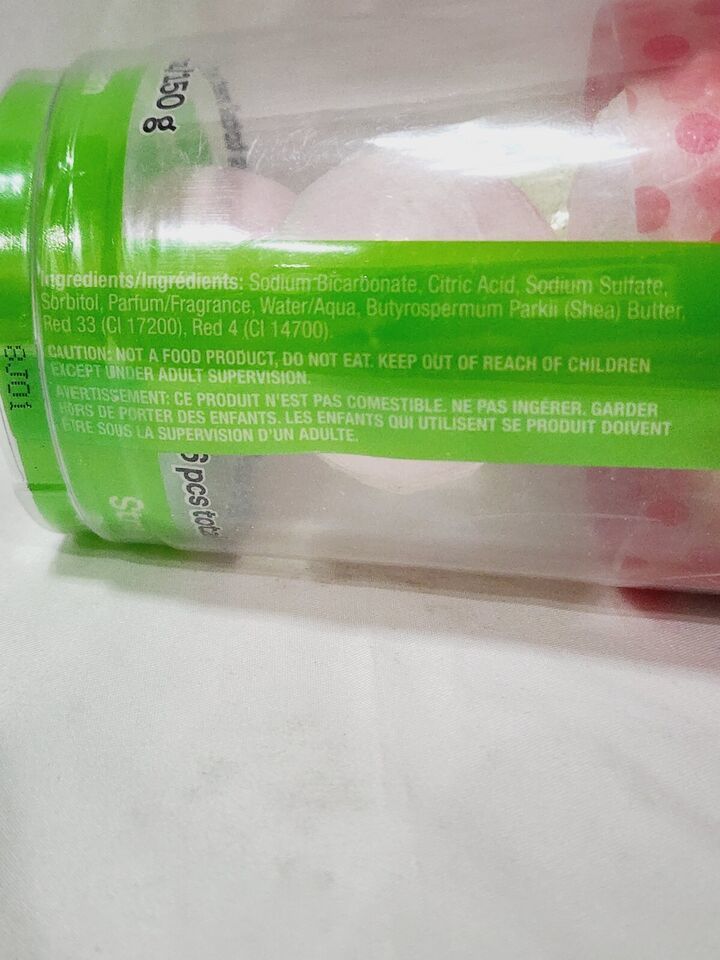 /150 g
Ingredients/Ingrédients: Sodium Bicarbonate, Citric Acid, Sodium Sulfate,
Sorbitol, Parfum/Fragrance, Water/Aqua, Butyrospermum Parkii (Shea) Butter,
Red 33 (CI 17200), Red 4 (CI 14700).
CAUTION: NOT A FOOD PRODUCT, DO NOT EAT. KEEP OUT OF REACH OF CHILDREN
EXCEPT UNDER ADULT SUPERVISION.
AVERTISSEMENT: CE PRODUIT N'EST PAS COMESTIBLE. NE PAS INGÉRER. GARDER
HORS DE PORTER DES ENFANTS. LES ENFANTS QUI UTILISENT SE PRODUIT DOIVENT
ÊTRE SOUS LA SUPERVISION D'UN ADULTE.
pcs